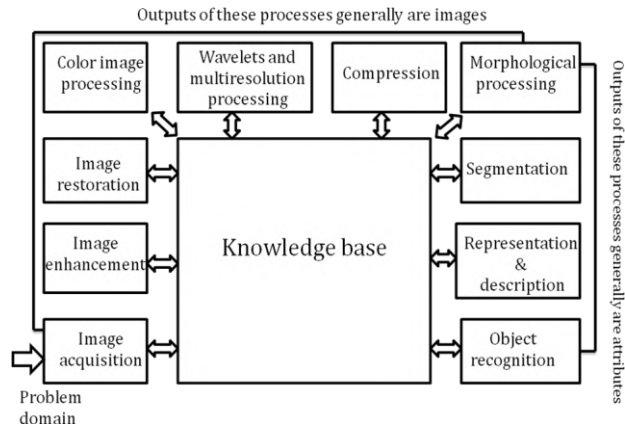 Outputs of these processes generally are images
Color image
processing
Wavelets and
multiresolution
processing
Compression
Morphological
processing
Image
restoration
Segmentation
Image
enhancement
Knowledge base
Representation
&
description
Image
acquisition
Object
recognition
Problem
domain
Outputs of these processes generally are attributes